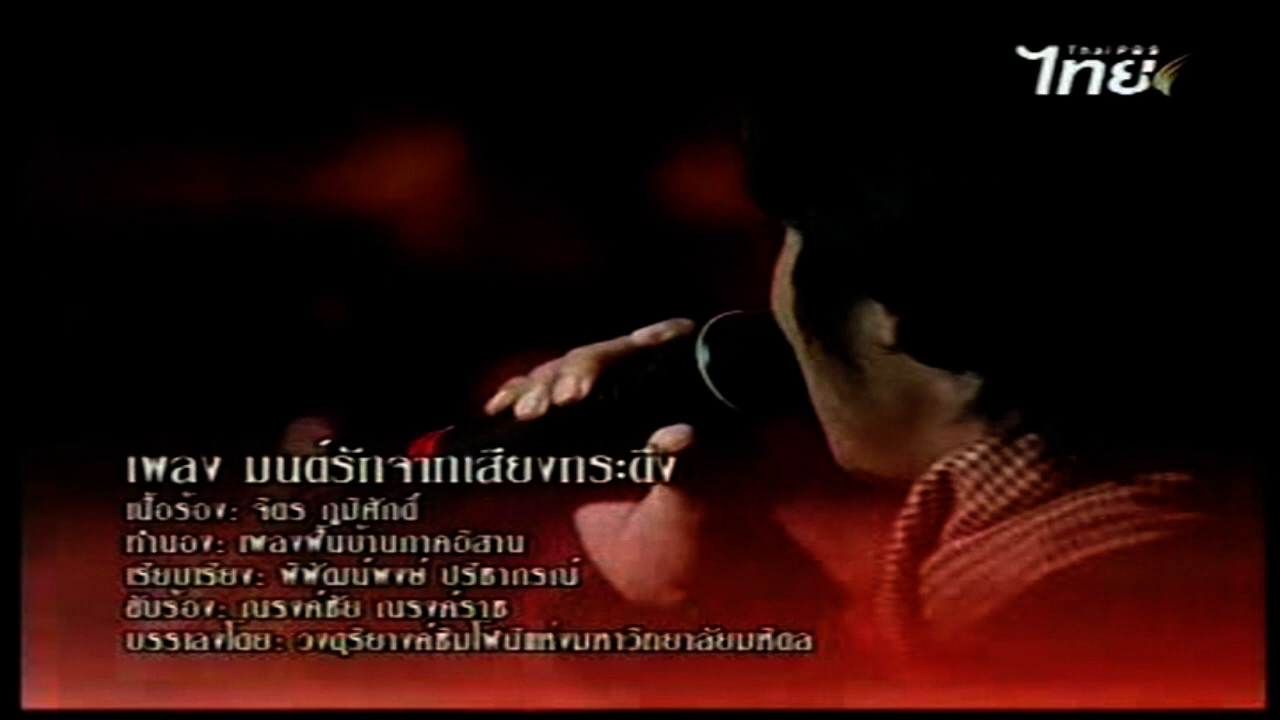 Thai PBS
ไทย
เพลง มนต์รักจากเสียงกระดึง
เนื้อร้อง: จิตร ภูมิศักดิ์
ทำนอง: เพลงพื้นบ้านภาคอิสาน
เรียบเรียง: พิพัฒน์พงษ์ ปรีชากรณ์
ขับร้อง: ณรงค์ชัย ณรงค์ราช
บรรเลงโดย: วงดุริยางค์ซิมโฟนีแห่งมหาวิทยาลัยมหิดล